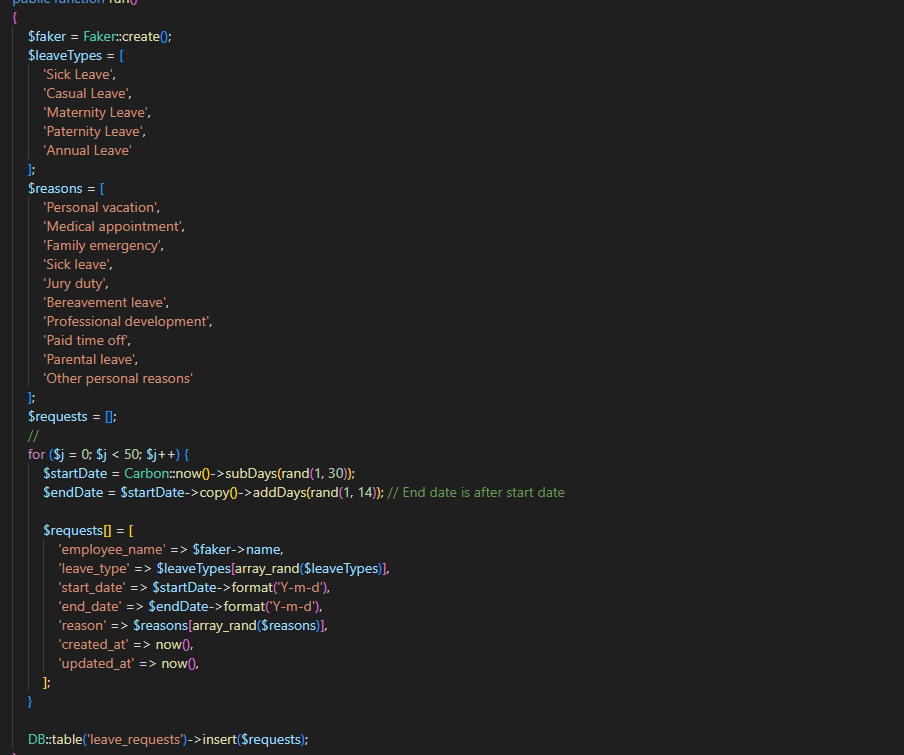 public function run()
{
$faker = Faker::create();
$leaveTypes = [
'Sick Leave',
'Casual Leave',
'Maternity Leave',
'Paternity Leave',
'Annual Leave'
];
$reasons = [
'Personal vacation',
'Medical appointment',
'Family emergency',
'Sick leave',
'Jury duty',
'Bereavement leave',
'Professional development',
'Paid time off',
'Parental leave',
'Other personal reasons'
];
$requests = [];
//
for ($j = 0; $j < 50; $j++) {
$startDate = Carbon::now()->subDays(rand(1, 30));
$endDate = $startDate->copy()->addDays(rand(1, 14)); // End date is after start date
$requests[] = [
'employee_name' => $faker->name,
'leave_type' => $leaveTypes[array_rand($leaveTypes)],
'start_date' => $startDate->format('Y-m-d'),
'end_date' => $endDate->format('Y-m-d'),
'reason' => $reasons[array_rand($reasons)],
'created_at' => now(),
'updated_at' => now(),
];
}
DB::table('leave_requests')->insert($requests);